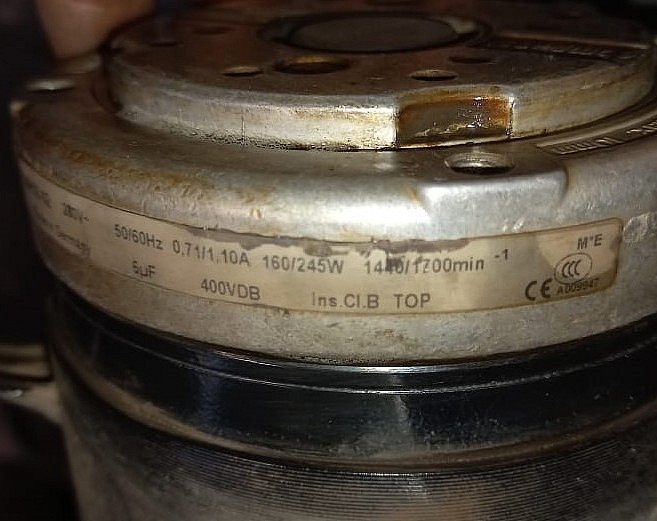 50/60Hz 0.71/1.10A 160/245W 1440/1700min -1 M*E
Germany 6µF 400VDB Ins.Cl.B TOP CE CCC
A009947